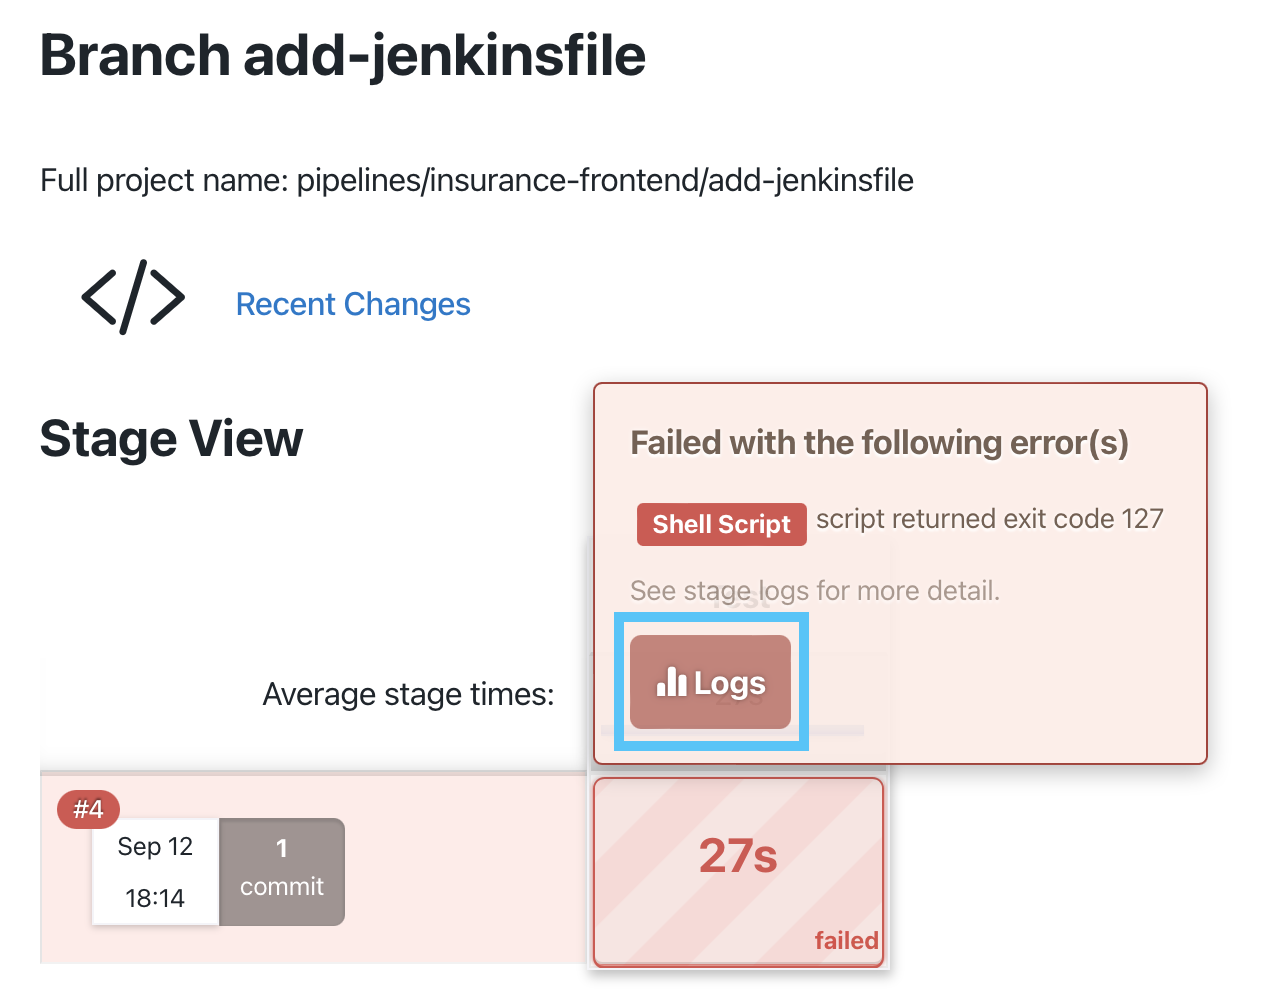 Branch add-jenkinsfile
Full project name: pipelines/insurance-frontend/add-jenkinsfile
</>
Recent Changes
Stage View
Failed with the following error(s)
Shell Script script returned exit code 127
See stage logs for more detail.
Test
Logs
27s
Average stage times:
#4
Sep 12
18:14
1
commit
27s
failed